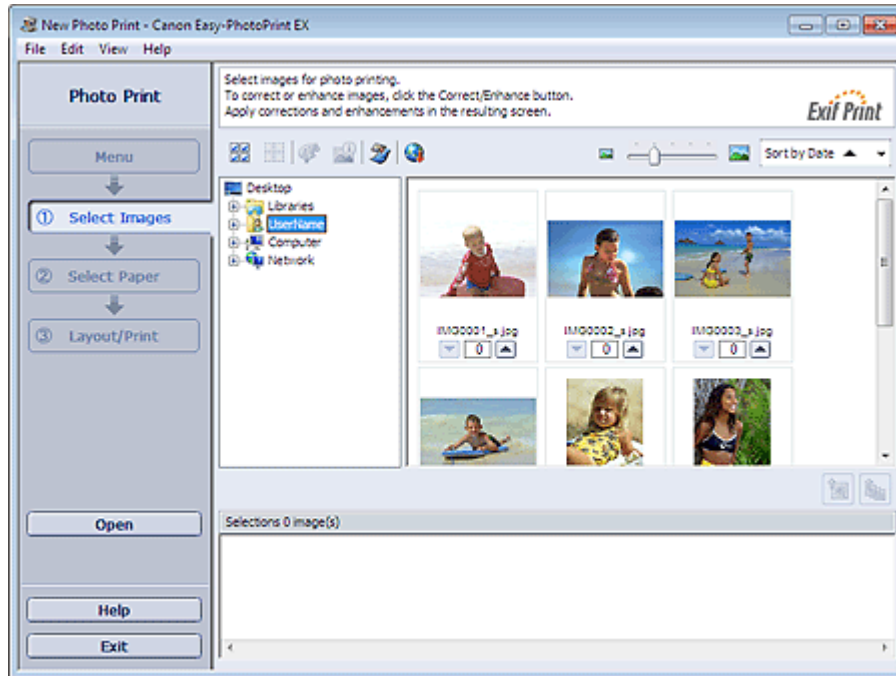 New Photo Print - Canon Easy-PhotoPrint EX
File Edit View Help
Photo Print
Select images for photo printing.
To correct or enhance images, click the Correct/Enhance button.
Apply corrections and enhancements in the resulting screen.
Exif Print
Menu
Sort by Date
① Select Images
② Select Paper
③ Layout/Print
Desktop
Libraries
UserName
Computer
Network
IMG0001_s.jpg IMG0002_s.jpg IMG0003_s.jpg
0 0 0
Open
Selections 0 image(s)
Help
Exit